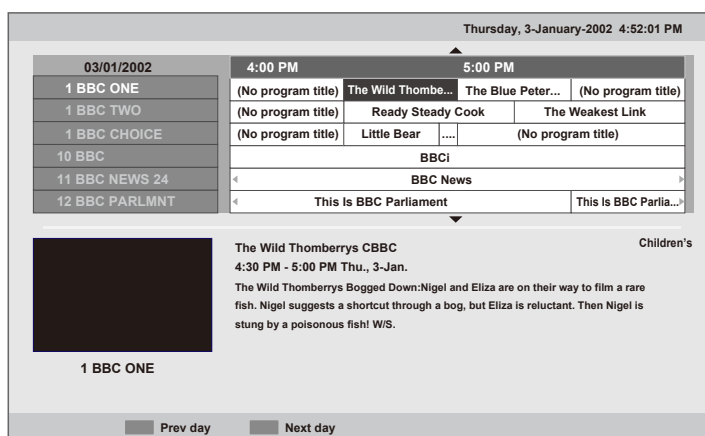 Thursday, 3-January-2002 4:52:01 PM
03/01/2002 4:00 PM 5:00 PM
1 BBC ONE (No program title) The Wild Thombe... The Blue Peter... (No program title)
1 BBC TWO (No program title) Ready Steady Cook The Weakest Link
1 BBC CHOICE (No program title) Little Bear .... (No program title)
10 BBC BBCi
11 BBC NEWS 24 BBC News
12 BBC PARLMNT This Is BBC Parliament This Is BBC Parlia...
The Wild Thomberrys CBBC Children's
4:30 PM - 5:00 PM Thu., 3-Jan.
The Wild Thomberrys Bogged Down:Nigel and Eliza are on their way to film a rare
fish. Nigel suggests a shortcut through a bog, but Eliza is reluctant. Then Nigel is
stung by a poisonous fish! W/S.
1 BBC ONE
Prev day Next day